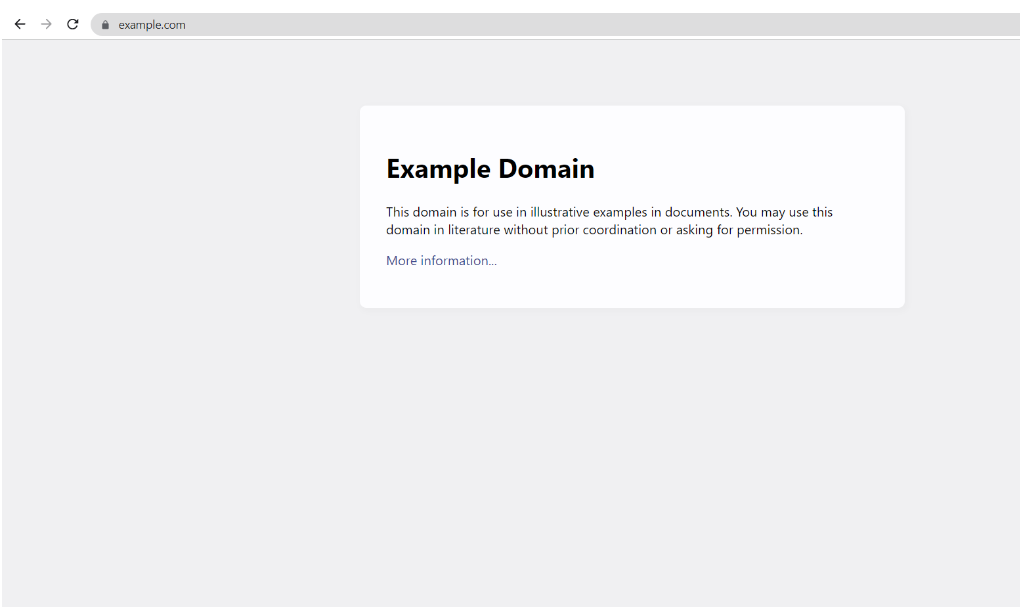 example.com
Example Domain
This domain is for use in illustrative examples in documents. You may use this
domain in literature without prior coordination or asking for permission.
More information...